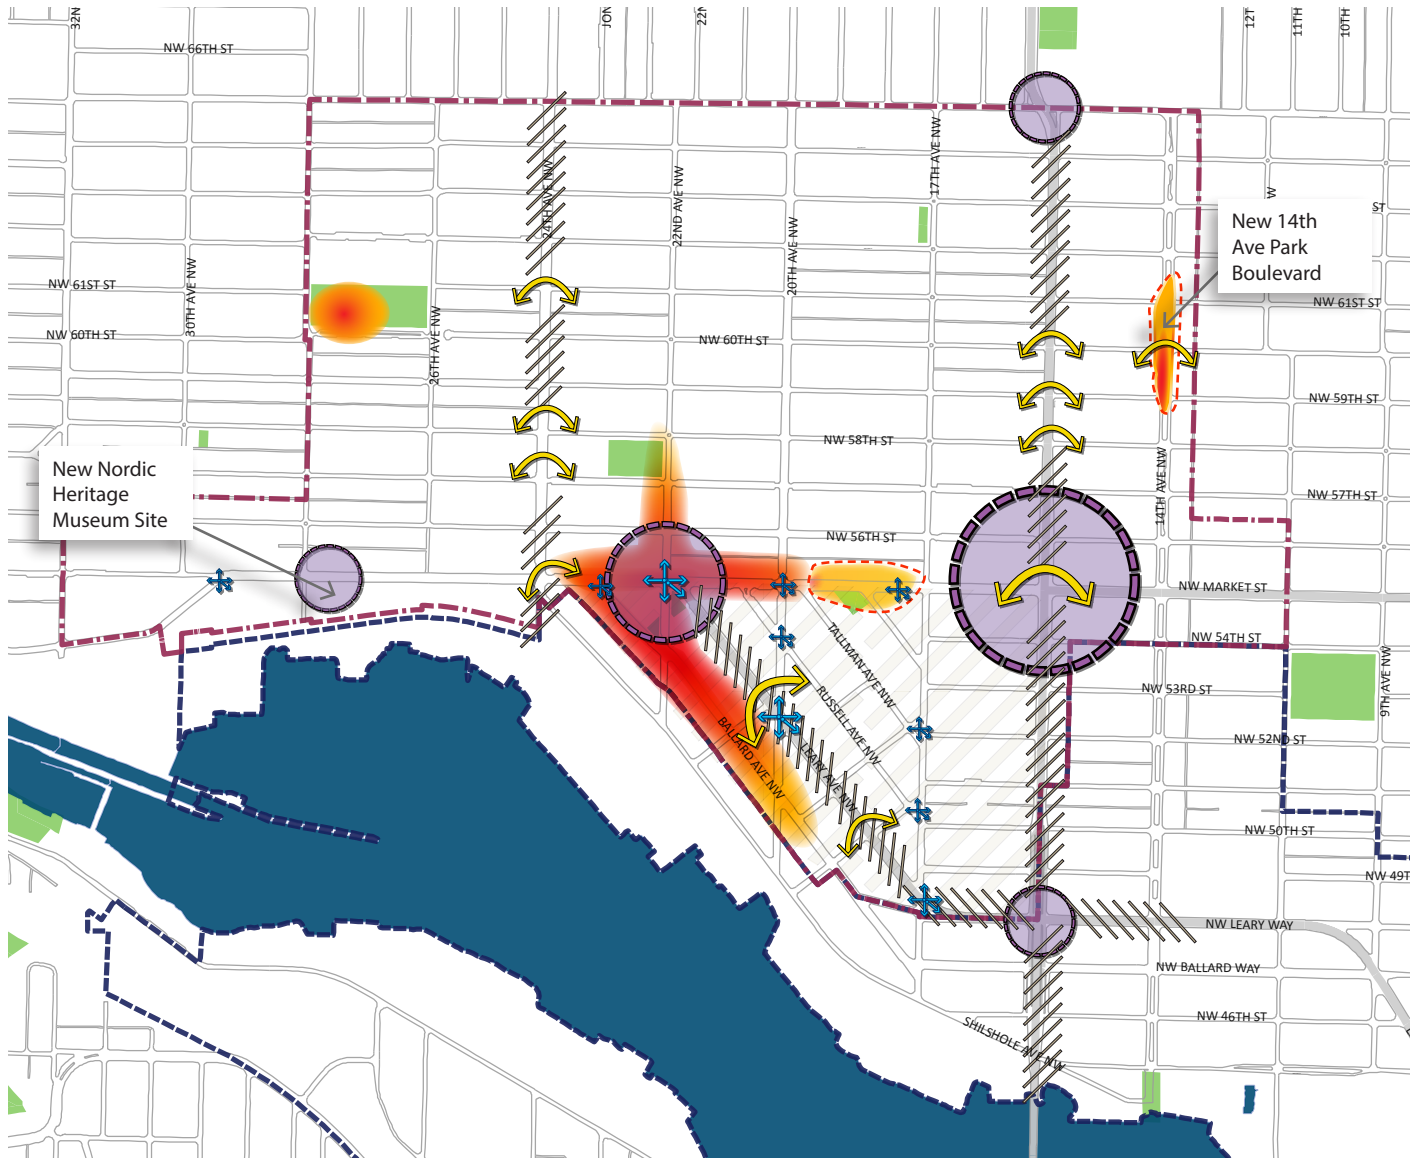 32N
JON
22N
12T
11TH
10TH
NW 66TH ST
17TH AVE NW
24TH AVE NW
22ND AVE NW
20TH AVE NW
W
ST
New 14th
Ave Park
Boulevard
30TH AVE NW
NW 61ST ST
NW 61ST ST
26TH AVE NW
NW 60TH ST
NW 60TH ST
NW 59TH ST
NW 58TH ST
New Nordic
Heritage
Museum Site
14TH AVE NW
NW 57TH ST
NW 56TH ST
NW MARKET ST
NW 54TH ST
TALLMAN AVE NW
RUSSELL AVE NW
NW 53RD ST
9TH AVE NW
BALLARD AVE NW
LEARY AVE NW
NW 52ND ST
NW 50TH ST
NW 49T
NW LEARY WAY
NW BALLARD WAY
NW 46TH ST
SHILSHOLE AVE NW